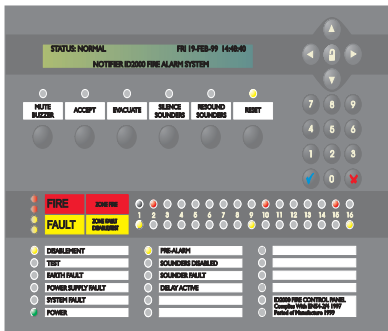 STATUS: NORMAL FRI 19-FEB-99 14:48:40
NOTIFIER ID2000 FIRE ALARM SYSTEM
MUTE BUZZER
ACCEPT
EVACUATE
SILENCE SOUNDERS
RESOUND SOUNDERS
RESET
7 8 9
4 5 6
1 2 3
0
FIRE ZONE FIRE
1 2 3 4 5 6 7 8 9 10 11 12 13 14 15 16
FAULT ZONE FAULT
DISABLE/TEST
DISABLEMENT
TEST
EARTH FAULT
POWER SUPPLY FAULT
SYSTEM FAULT
POWER
PRE-ALARM
SOUNDERS DISABLED
SOUNDER FAULT
DELAY ACTIVE
ID2000 FIRE CONTROL PANEL
Complies With EN54-2/4 1997
Period of Manufacture 1999